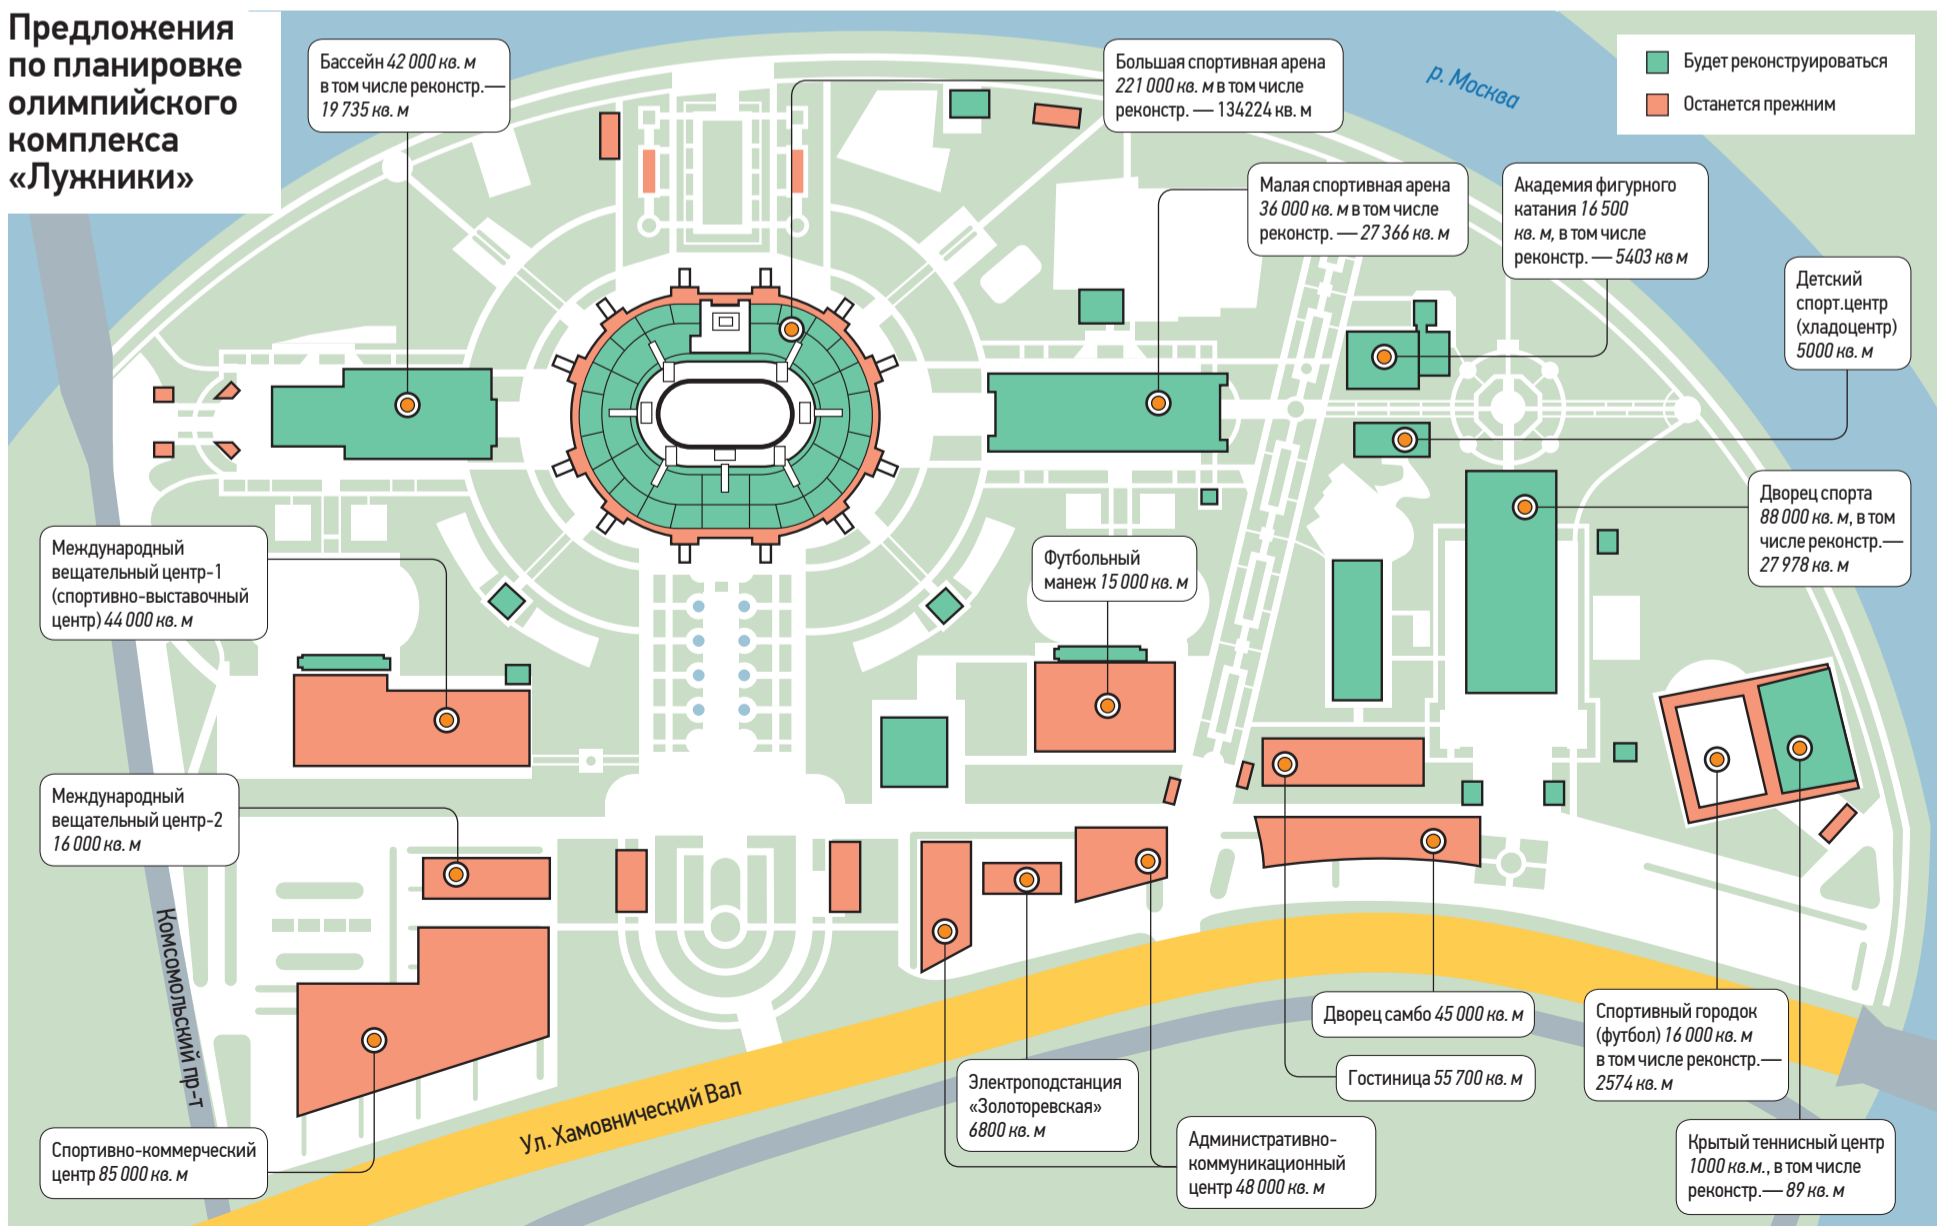 Предложения
по планировке
олимпийского
комплекса
«Лужники»
Бассейн 42 000 кв. м
в том числе реконстр.—
19 735 кв. м
Большая спортивная арена
221 000 кв. м в том числе
реконстр. — 134224 кв. м
р. Москва
Будет реконструироваться
Останется прежним
Малая спортивная арена
36 000 кв. м в том числе
реконстр. — 27 366 кв. м
Академия фигурного
катания 16 500
кв. м, в том числе
реконстр. — 5403 кв м
Детский
спорт.центр
(хладоцентр)
5000 кв. м
Дворец спорта
88 000 кв. м, в том
числе реконстр.—
27 978 кв. м
Международный
вещательный центр-1
(спортивно-выставочный
центр) 44 000 кв. м
Футбольный
манеж 15 000 кв. м
Международный
вещательный центр-2
16 000 кв. м
Комсомольский пр-т
Ул. Хамовнический Вал
Дворец самбо 45 000 кв. м
Гостиница 55 700 кв. м
Спортивный городок
(футбол) 16 000 кв. м
в том числе реконстр.—
2574 кв. м
Электроподстанция
«Золоторевская»
6800 кв. м
Административно-
коммуникационный
центр 48 000 кв. м
Крытый теннисный центр
1000 кв.м., в том числе
реконстр.— 89 кв. м
Спортивно-коммерческий
центр 85 000 кв. м